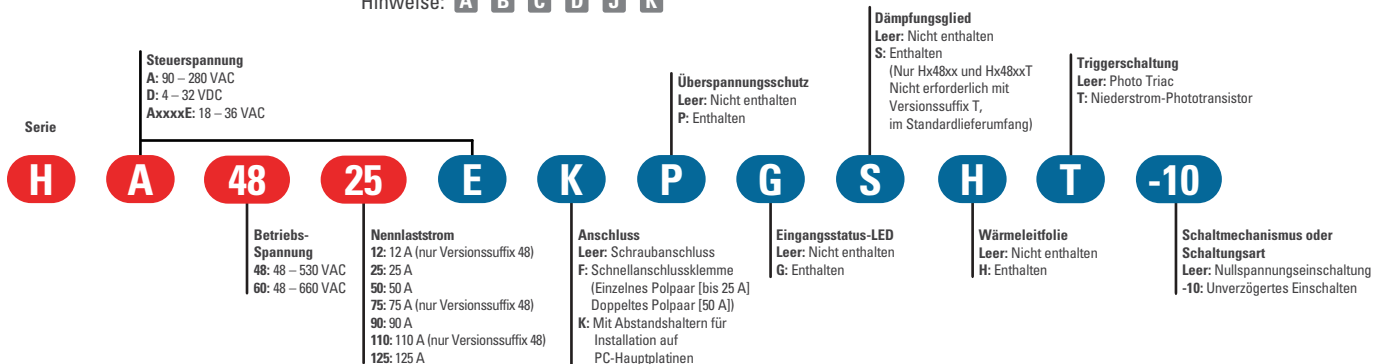 Hinweise: A B C D J K
Dämpfungsglied
Leer: Nicht enthalten
S: Enthalten
(Nur Hx48xx und Hx48xxT
Nicht erforderlich mit
Versionssuffix T,
im Standardlieferumfang)
Steuerspannung
A: 90 – 280 VAC
D: 4 – 32 VDC
AxxxxE: 18 – 36 VAC
Überspannungsschutz
Leer: Nicht enthalten
P: Enthalten
Triggerschaltung
Leer: Photo Triac
T: Niederstrom-Phototransistor
Serie
H A 48 25 E K P G S H T -10
Betriebs-
Spannung
48: 48 – 530 VAC
60: 48 – 660 VAC
Nennlaststrom
12: 12 A (nur Versionssuffix 48)
25: 25 A
50: 50 A
75: 75 A (nur Versionssuffix 48)
90: 90 A
110: 110 A (nur Versionssuffix 48)
125: 125 A
Anschluss
Leer: Schraubanschluss
F: Schnellanschlussklemme
(Einzelnes Polpaar [bis 25 A]
Doppeltes Polpaar [50 A])
K: Mit Abstandshaltern für
Installation auf
PC-Hauptplatinen
Eingangsstatus-LED
Leer: Nicht enthalten
G: Enthalten
Wärmeleitfolie
Leer: Nicht enthalten
H: Enthalten
Schaltmechanismus oder
Schaltungsart
Leer: Nullspannungseinschaltung
-10: Unverzögertes Einschalten